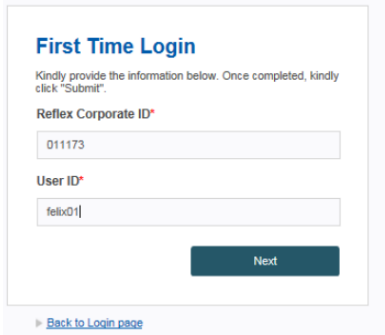 First Time Login
Kindly provide the information below. Once completed, kindly
click "Submit".
Reflex Corporate ID*
011173
User ID*
felix01
Next
Back to Login page